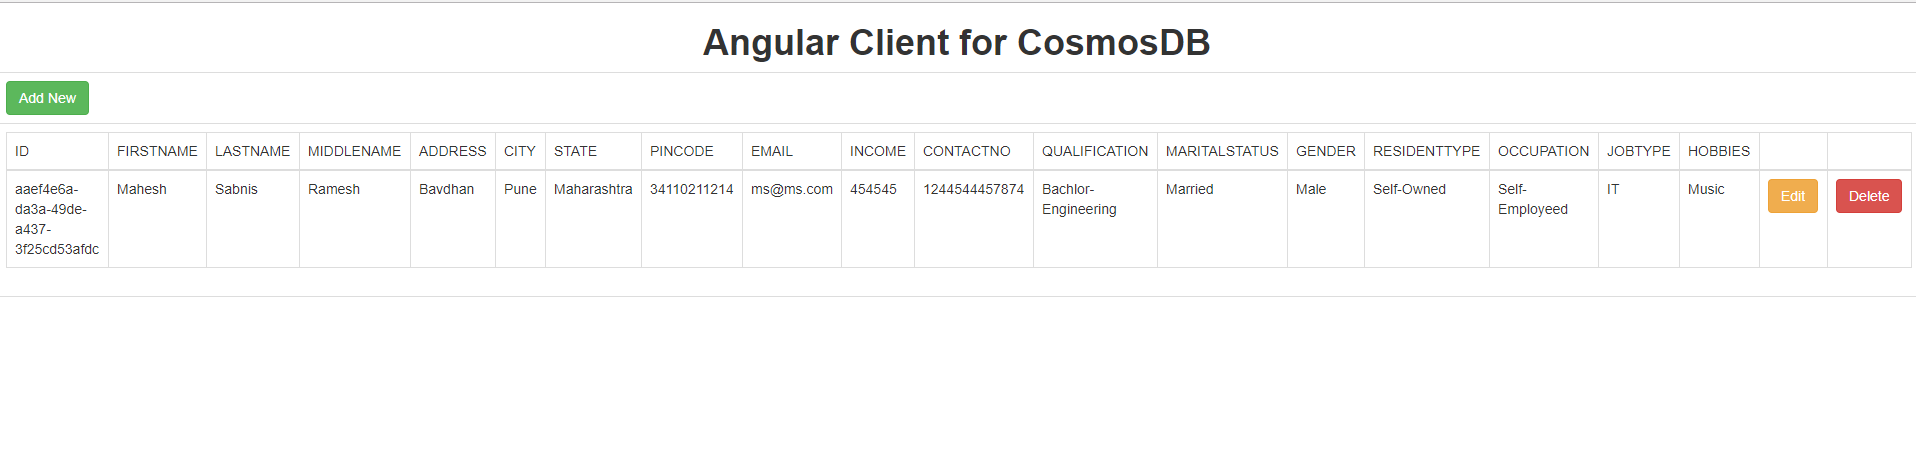 Angular Client for CosmosDB
Add New
ID FIRSTNAME LASTNAME MIDDLENAME ADDRESS CITY STATE PINCODE EMAIL INCOME CONTACTNO QUALIFICATION MARITALSTATUS GENDER RESIDENTTYPE OCCUPATION JOBTYPE HOBBIES
aaef4e6a- Mahesh Sabnis Ramesh Bavdhan Pune Maharashtra 34110211214 ms@ms.com 454545 1244544457874 Bachlor- Married Male Self-Owned Self- IT Music Edit Delete
da3a-49de- Engineering Employeed
a437-
3f25cd53afdc